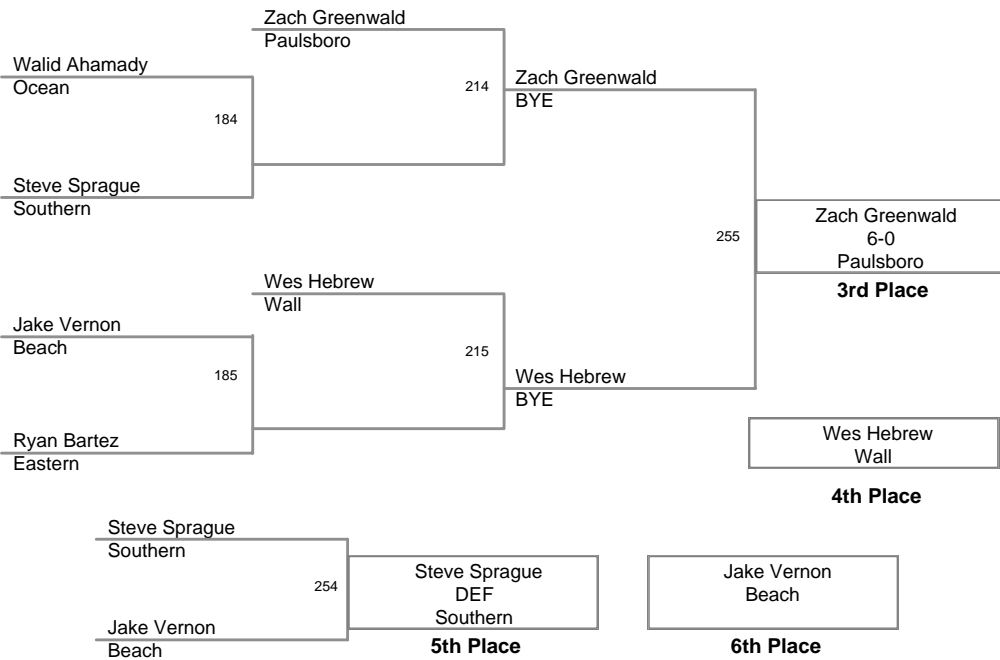 Zach Greenwald
Paulsboro
Walid Ahamady
Ocean
184
214
Zach Greenwald
BYE
Steve Sprague
Southern
255
Zach Greenwald
6-0
Paulsboro
3rd Place
Wes Hebrew
Wall
Jake Vernon
Beach
185
215
Wes Hebrew
BYE
Ryan Bartez
Eastern
Wes Hebrew
Wall
4th Place
Steve Sprague
Southern
254
Jake Vernon
Beach
Steve Sprague
DEF
Southern
5th Place
Jake Vernon
Beach
6th Place